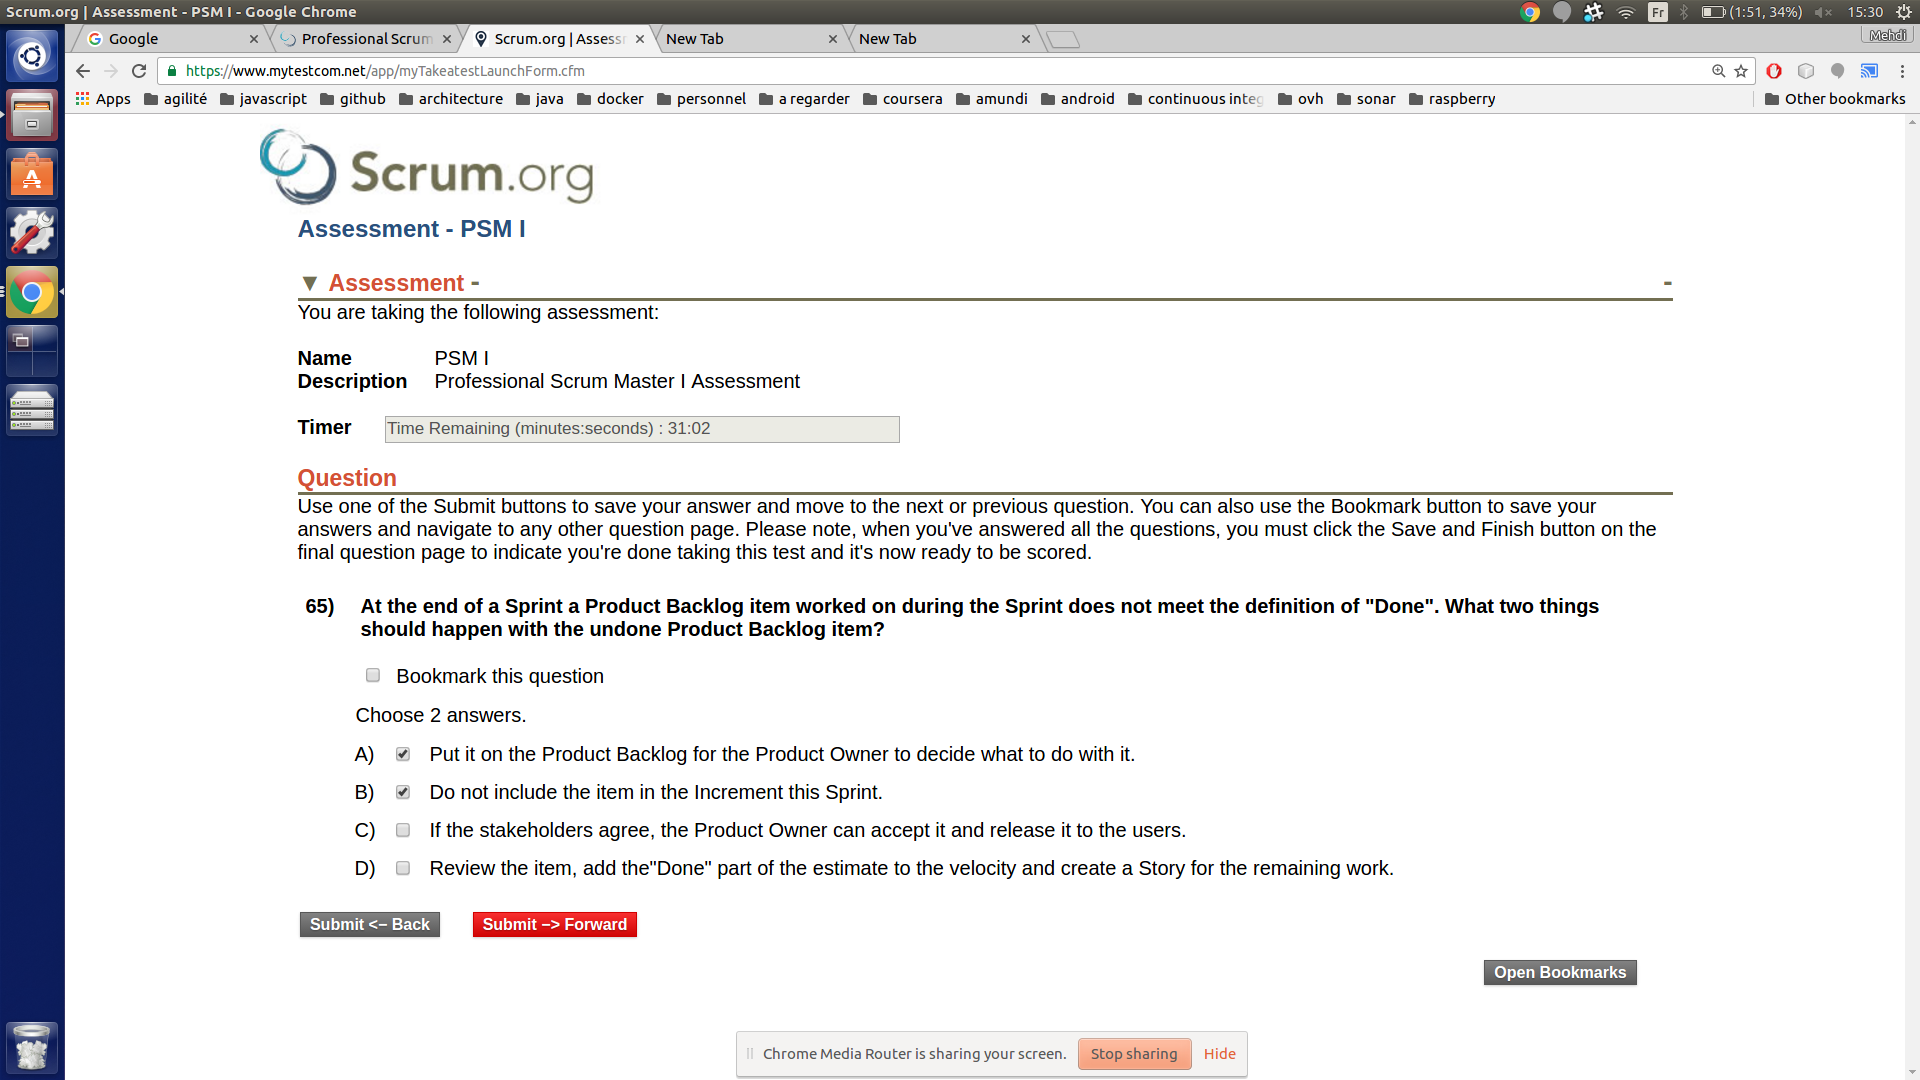 Scrum.org | Assessment - PSM I - Google Chrome
Fr
(1:51, 34%)
15:30
Google
Professional Scrum
Scrum.org | Assess
New Tab
New Tab
Mehdi
https://www.mytestcom.net/app/myTakeatestLaunchForm.cfm
Apps agilité javascript github architecture java docker personnel a regarder coursera amundi android continuous integ ovh sonar raspberry Other bookmarks
Scrum.org
Assessment - PSM I
▼ Assessment - -
You are taking the following assessment:
Name PSM I
Description Professional Scrum Master I Assessment
Timer Time Remaining (minutes:seconds) : 31:02
Question
Use one of the Submit buttons to save your answer and move to the next or previous question. You can also use the Bookmark button to save your
answers and navigate to any other question page. Please note, when you've answered all the questions, you must click the Save and Finish button on the
final question page to indicate you're done taking this test and it's now ready to be scored.
65) At the end of a Sprint a Product Backlog item worked on during the Sprint does not meet the definition of "Done". What two things
should happen with the undone Product Backlog item?
Bookmark this question
Choose 2 answers.
A) Put it on the Product Backlog for the Product Owner to decide what to do with it.
B) Do not include the item in the Increment this Sprint.
C) If the stakeholders agree, the Product Owner can accept it and release it to the users.
D) Review the item, add the"Done" part of the estimate to the velocity and create a Story for the remaining work.
Submit <– Back Submit –> Forward
Open Bookmarks
Chrome Media Router is sharing your screen. Stop sharing Hide